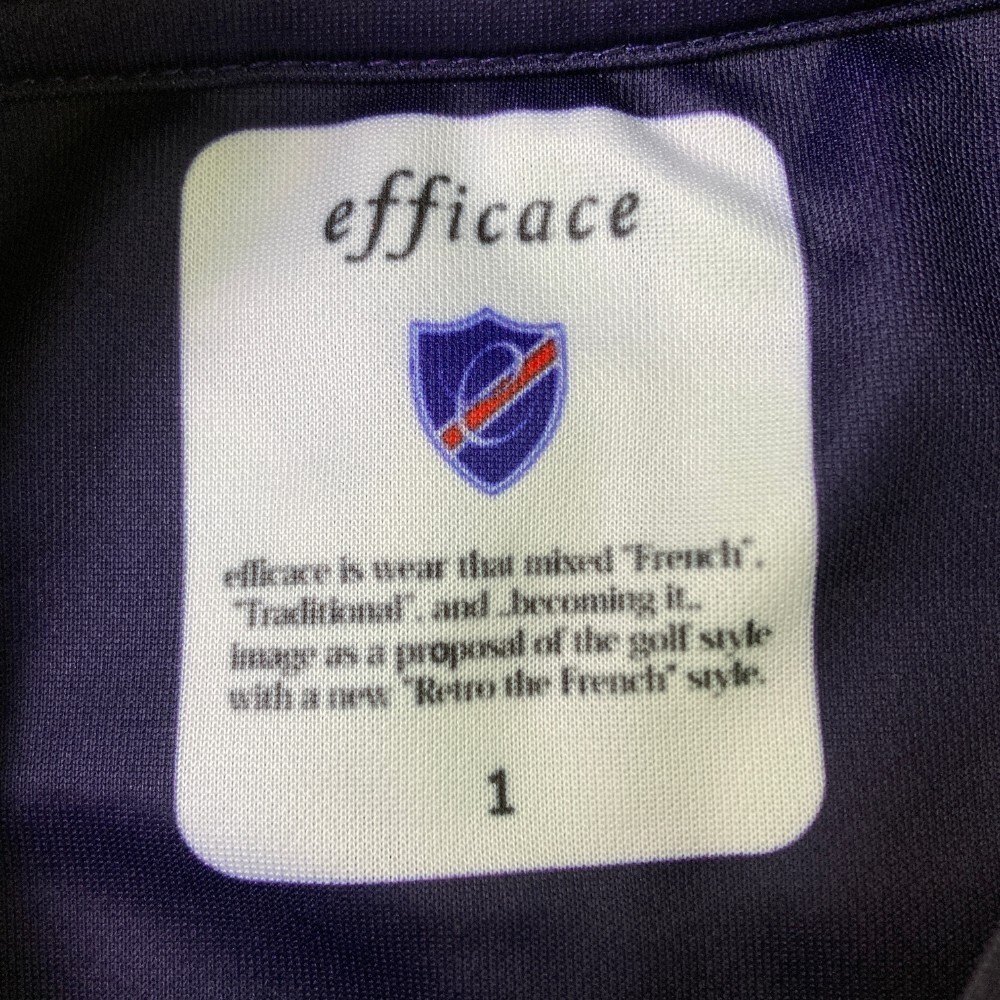 efficace
efficace is wear that mixed "French".
"Traditional". and _becoming it..
image as a proposal of the golf style
with a new "Retro the French" style.
1